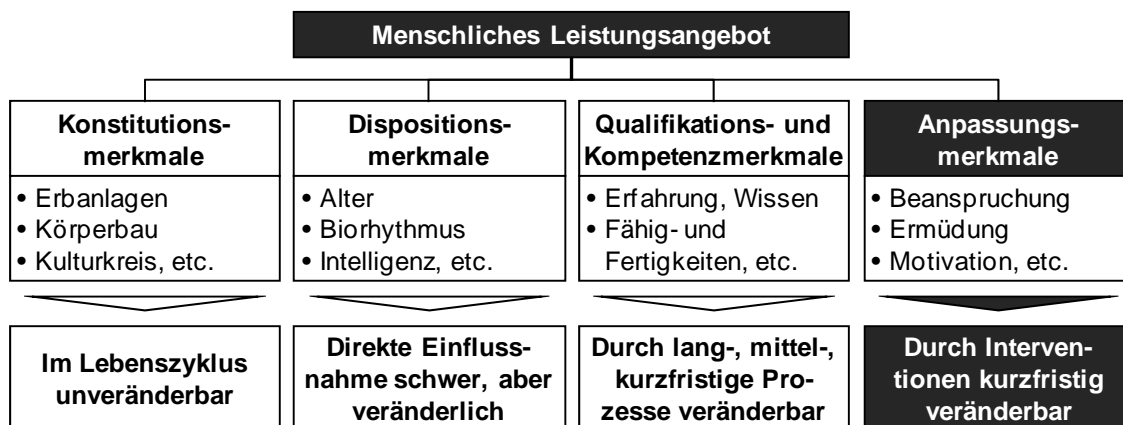 Menschliches Leistungsangebot
Konstitutions-
merkmale
• Erbanlagen
• Körperbau
• Kulturkreis, etc.
Im Lebenszyklus
unveränderbar
Dispositions-
merkmale
• Alter
• Biorhythmus
• Intelligenz, etc.
Direkte Einfluss-
nahme schwer, aber
veränderlich
Qualifikations- und
Kompetenzmerkmale
• Erfahrung, Wissen
• Fähig- und
Fertigkeiten, etc.
Durch lang-, mittel-,
kurzfristige Pro-
zesse veränderbar
Anpassungs-
merkmale
• Beanspruchung
• Ermüdung
• Motivation, etc.
Durch Interven-
tionen kurzfristig
veränderbar